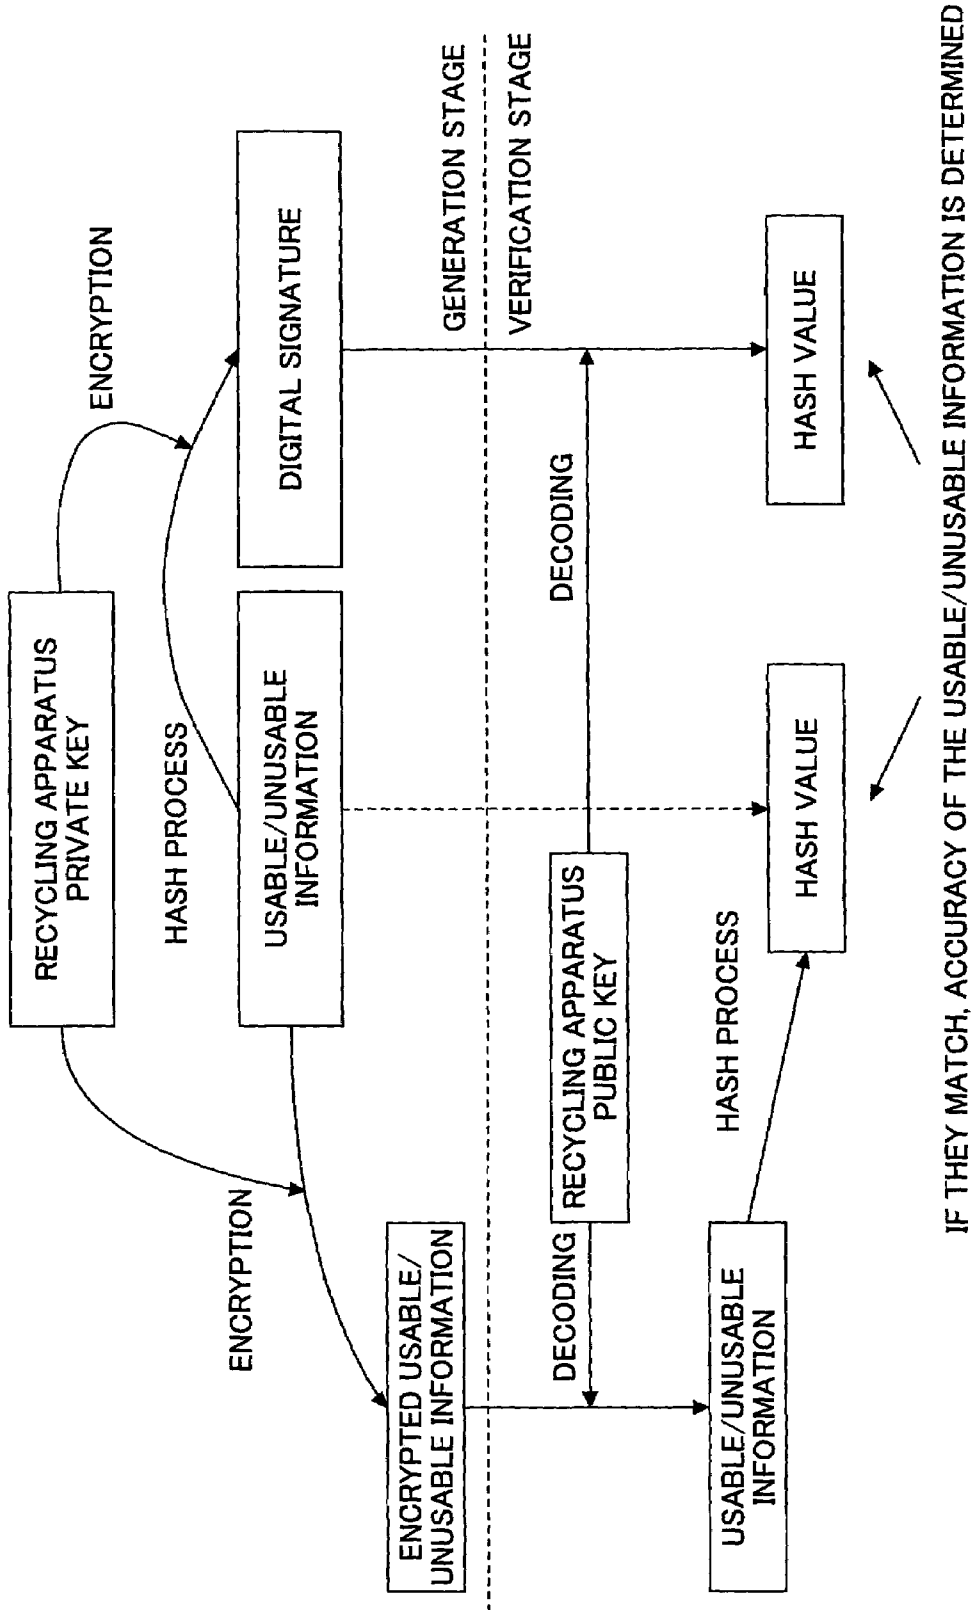 RECYCLING APPARATUS
PRIVATE KEY
ENCRYPTION
HASH PROCESS
USABLE/UNUSABLE
INFORMATION
DIGITAL SIGNATURE
ENCRYPTION
ENCRYPTED USABLE/
UNUSABLE INFORMATION
GENERATION STAGE
VERIFICATION STAGE
DECODING
RECYCLING APPARATUS
PUBLIC KEY
DECODING
USABLE/UNUSABLE
INFORMATION
HASH PROCESS
HASH VALUE
HASH VALUE
IF THEY MATCH, ACCURACY OF THE USABLE/UNUSABLE INFORMATION IS DETERMINED